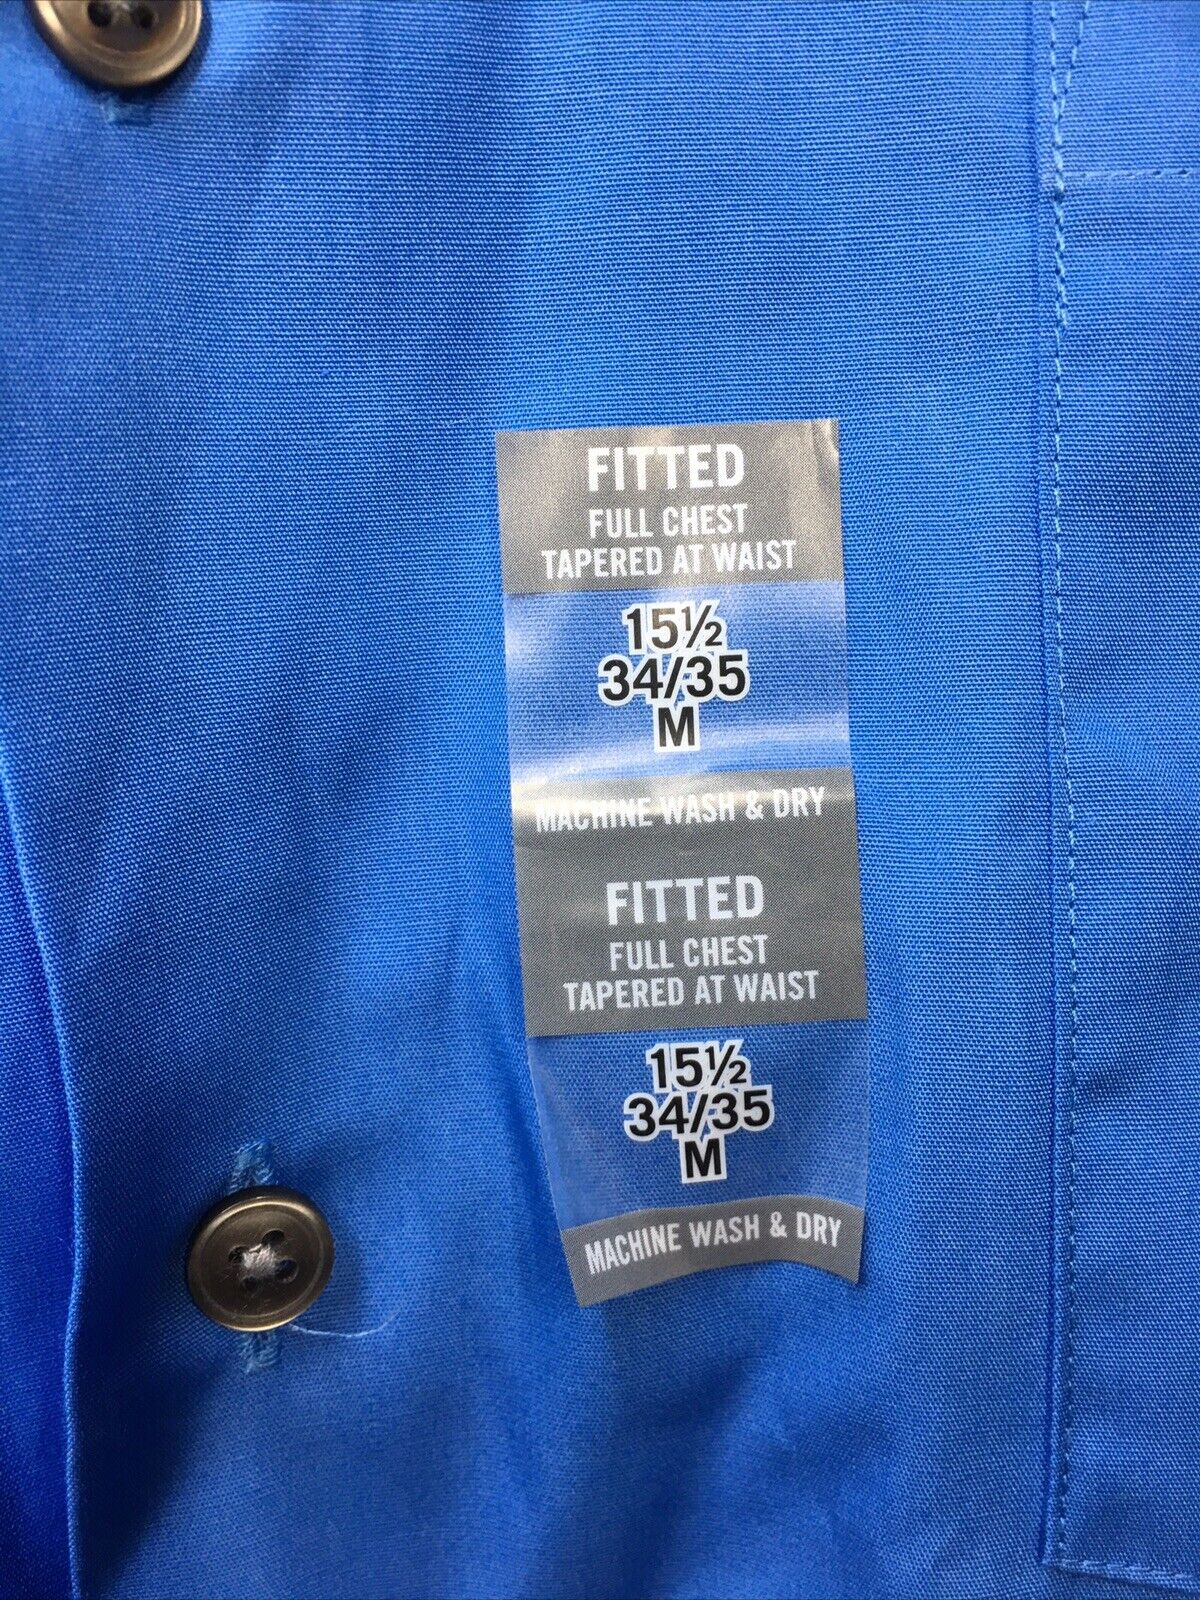 FITTED
FULL CHEST
TAPERED AT WAIST
15½
34/35
M
MACHINE WASH & DRY
FITTED
FULL CHEST
TAPERED AT WAIST
15½
34/35
M
MACHINE WASH & DRY